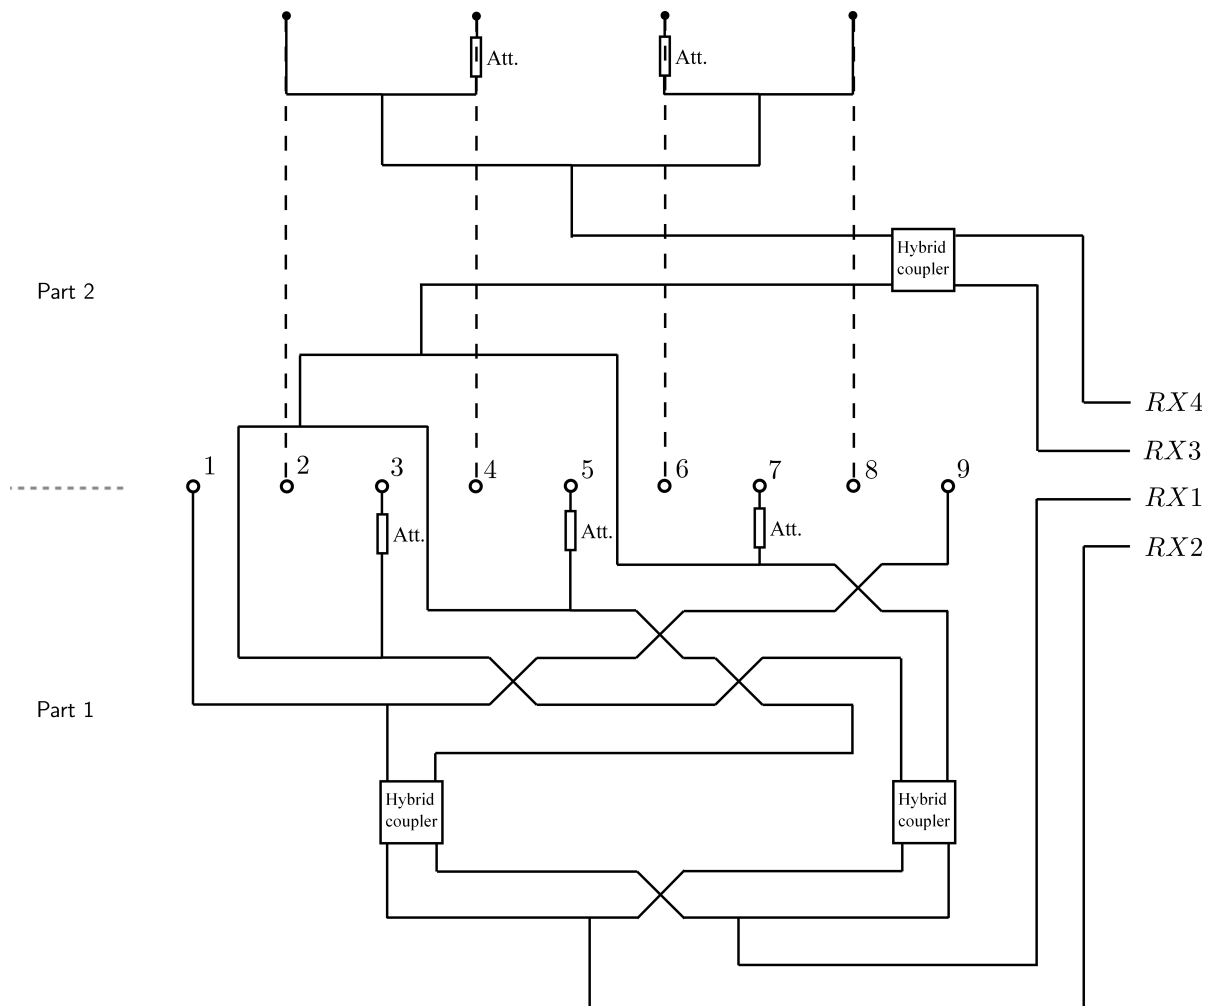 Att.
Att.
Hybrid
coupler
Part 2
RX4
RX3
1
2
3
4
5
6
7
8
9
RX1
Att.
Att.
Att.
RX2
Part 1
Hybrid
coupler
Hybrid
coupler